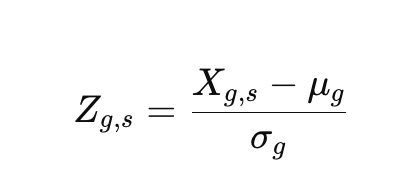 Z_{g,s} = \frac{X_{g,s} - \mu_g}{\sigma_g}